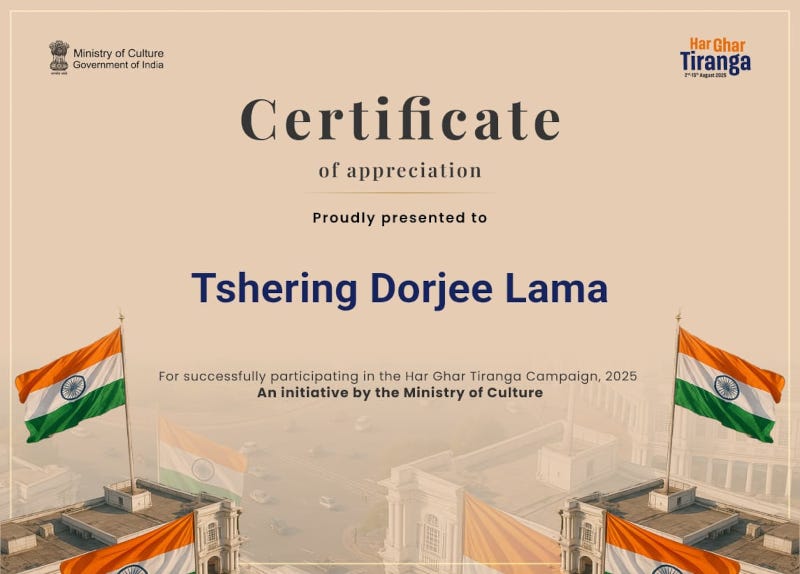 Ministry of Culture
Government of India
Har Ghar
Tiranga
2nd-15th August 2025
Certificate
of appreciation
Proudly presented to
Tshering Dorjee Lama
For successfully participating in the Har Ghar Tiranga Campaign, 2025
An initiative by the Ministry of Culture